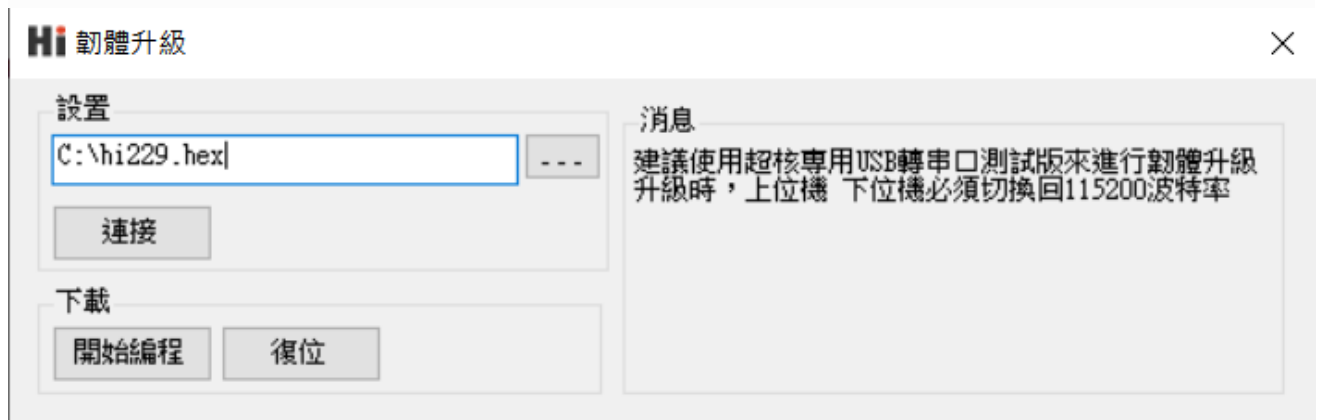 Hi 韌體升級
設置
C:\hi229.hex
...
連接
下載
開始編程 復位
消息
建議使用超核專用USB轉串口測試版來進行韌體升級
升級時，上位機 下位機必須切換回115200波特率